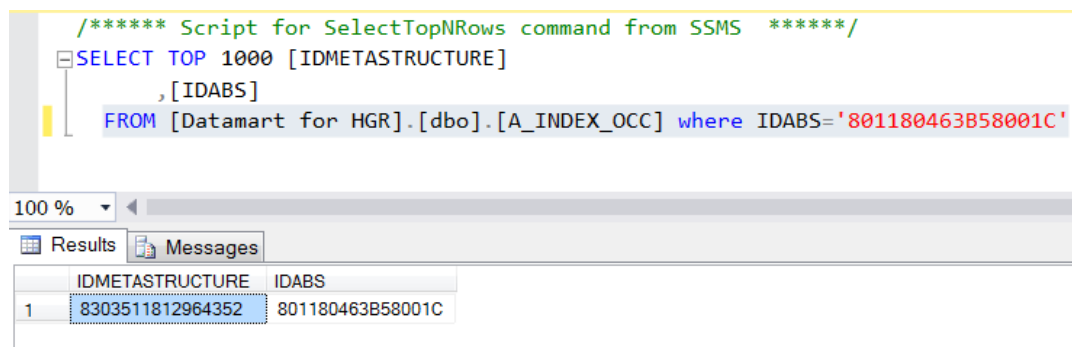 /****** Script for SelectTopNRows command from SSMS  ******/
SELECT TOP 1000 [IDMETASTRUCTURE]
,[IDABS]
FROM [Datamart for HGR].[dbo].[A_INDEX_OCC] where IDABS='801180463B58001C'
100 %
Results Messages
IDMETASTRUCTURE IDABS
1 8303511812964352 801180463B58001C